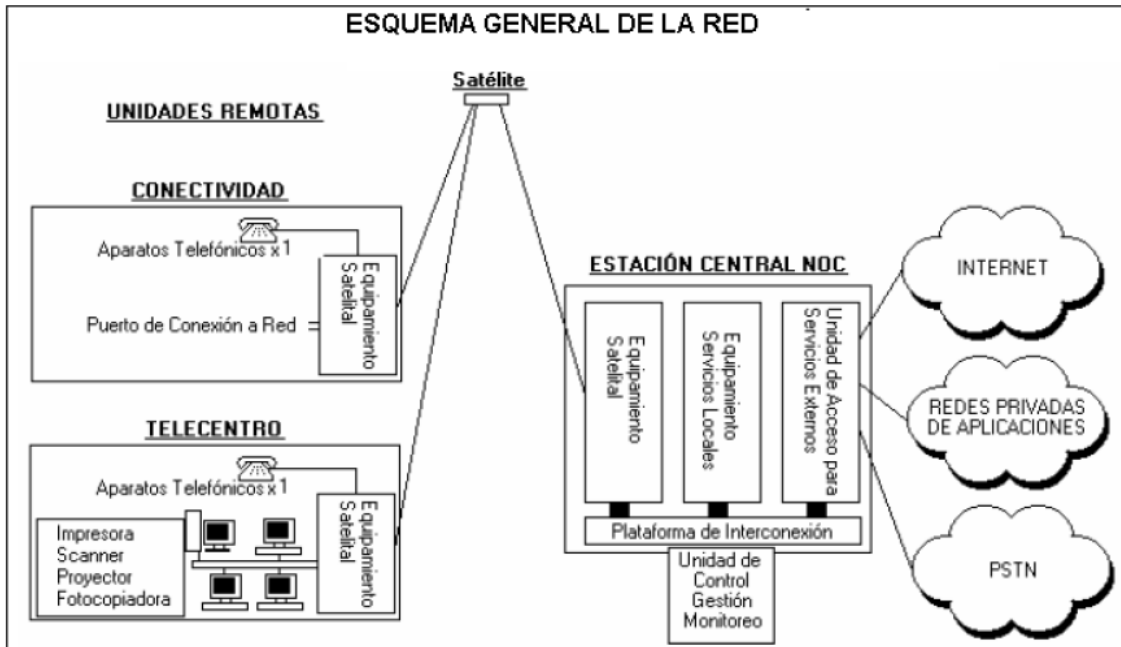 ESQUEMA GENERAL DE LA RED
Satélite
UNIDADES REMOTAS
CONECTIVIDAD
Aparatos Telefónicos x 1
Puerto de Conexión a Red
Equipamiento
Satelital
TELECENTRO
Aparatos Telefónicos x 1
Impresora
Scanner
Proyector
Fotocopiadora
Equipamiento
Satelital
ESTACIÓN CENTRAL NOC
Equipamiento
Satelital
Equipamiento
Servicios Locales
Unidad de Acceso para
Servicios Externos
Plataforma de Interconexión
Unidad de
Control
Gestión
Monitoreo
INTERNET
REDES PRIVADAS
DE APLICACIONES
PSTN